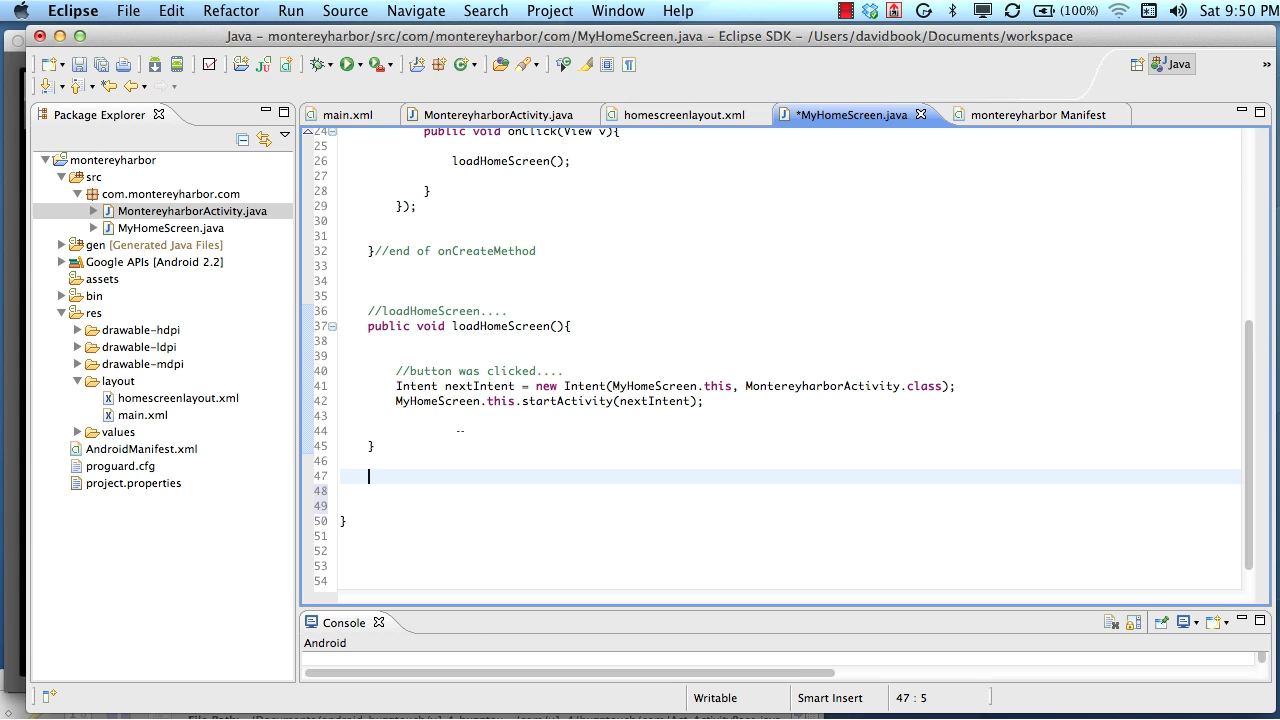 Eclipse File Edit Refactor Run Source Navigate Search Project Window Help (100%) Sat 9:50 PM
Java – montereyharbor/src/com/montereyharbor/com/MyHomeScreen.java – Eclipse SDK – /Users/davidbook/Documents/workspace
Java »
Package Explorer
montereyharbor
src
com.montereyharbor.com
MontereyharborActivity.java
MyHomeScreen.java
gen [Generated Java Files]
Google APIs [Android 2.2]
assets
bin
res
drawable-hdpi
drawable-ldpi
drawable-mdpi
layout
homescreenlayout.xml
main.xml
values
AndroidManifest.xml
proguard.cfg
project.properties
main.xml MontereyharborActivity.java homescreenlayout.xml *MyHomeScreen.java montereyharbor Manifest
24 public void onClick(View v){
25
26 loadHomeScreen();
27
28 }
29 });
30
31
32 }//end of onCreateMethod
33
34
35
36 //loadHomeScreen....
37 public void loadHomeScreen(){
38
39
40 //button was clicked....
41 Intent nextIntent = new Intent(MyHomeScreen.this, MontereyharborActivity.class);
42 MyHomeScreen.this.startActivity(nextIntent);
43
44
45 }
46
47
48
49
50 }
51
52
53
54
Console
Android
Writable Smart Insert 47 : 5